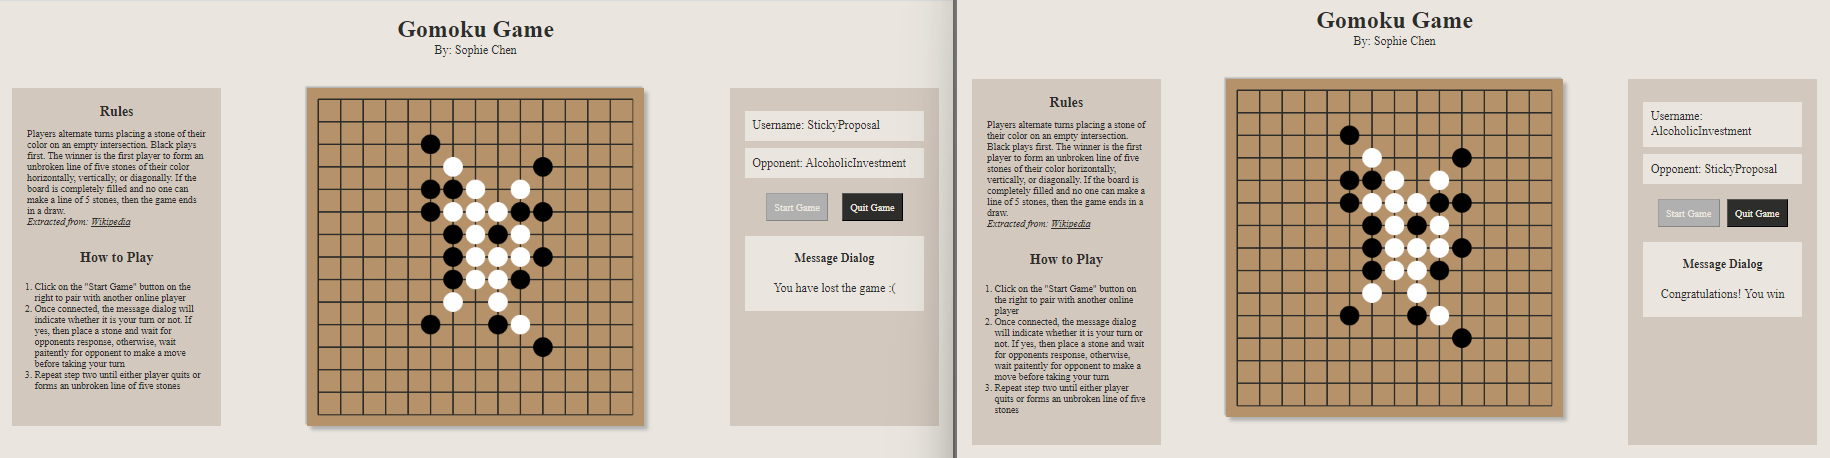 Gomoku Game
By: Sophie Chen
Rules
Players alternate turns placing a stone of their
color on an empty intersection. Black plays
first. The winner is the first player to form an
unbroken line of five stones of their color
horizontally, vertically, or diagonally. If the
board is completely filled and no one can
make a line of 5 stones, then the game ends
in a draw.
Extracted from: Wikipedia
How to Play
1. Click on the "Start Game" button on the
right to pair with another online player
2. Once connected, the message dialog will
indicate whether it is your turn or not. If
yes, then place a stone and wait for
opponents response, otherwise, wait
paitently for opponent to make a move
before taking your turn
3. Repeat step two until either player quits or
forms an unbroken line of five stones
Username: StickyProposal
Opponent: AlcoholicInvestment
Start Game Quit Game
Message Dialog
You have lost the game :(
Gomoku Game
By: Sophie Chen
Rules
Players alternate turns placing a stone of
their color on an empty intersection. Black
plays first. The winner is the first player to
form an unbroken line of five
stones of their color horizontally,
vertically, or diagonally. If the board is
completely filled and no one can make a
line of 5 stones, then the game ends in a
draw.
Extracted from: Wikipedia
How to Play
1. Click on the "Start Game" button on
the right to pair with another online
player
2. Once connected, the message dialog
will indicate whether it is your turn or
not. If yes, then place a stone and wait
for opponents response, otherwise,
wait paitently for opponent to make a
move before taking your turn
3. Repeat step two until either player
quits or forms an unbroken line of five
stones
Username:
AlcoholicInvestment
Opponent: StickyProposal
Start Game Quit Game
Message Dialog
Congratulations! You win